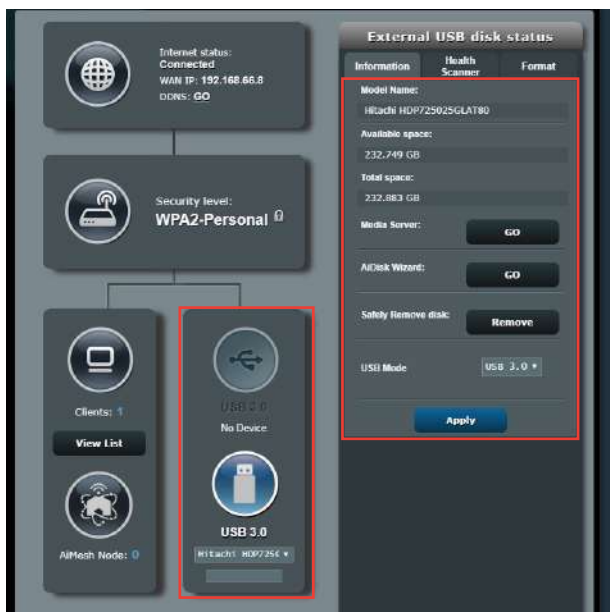 Internet status:
Connected
WAN IP: 192.168.66.8
DDNS: GO
Security level:
WPA2-Personal
Clients: 1
View List
AiMesh Node: 0
USB 2.0
No Device
USB 3.0
Hitachi HDP725(
External USB disk status
Information
Health
Scanner
Format
Model Name:
Hitachi HDP725025GLAT80
Available space:
232.749 GB
Total space:
232.883 GB
Media Server:
GO
AiDisk Wizard:
GO
Safely Remove disk:
Remove
USB Mode
USB 3.0
Apply